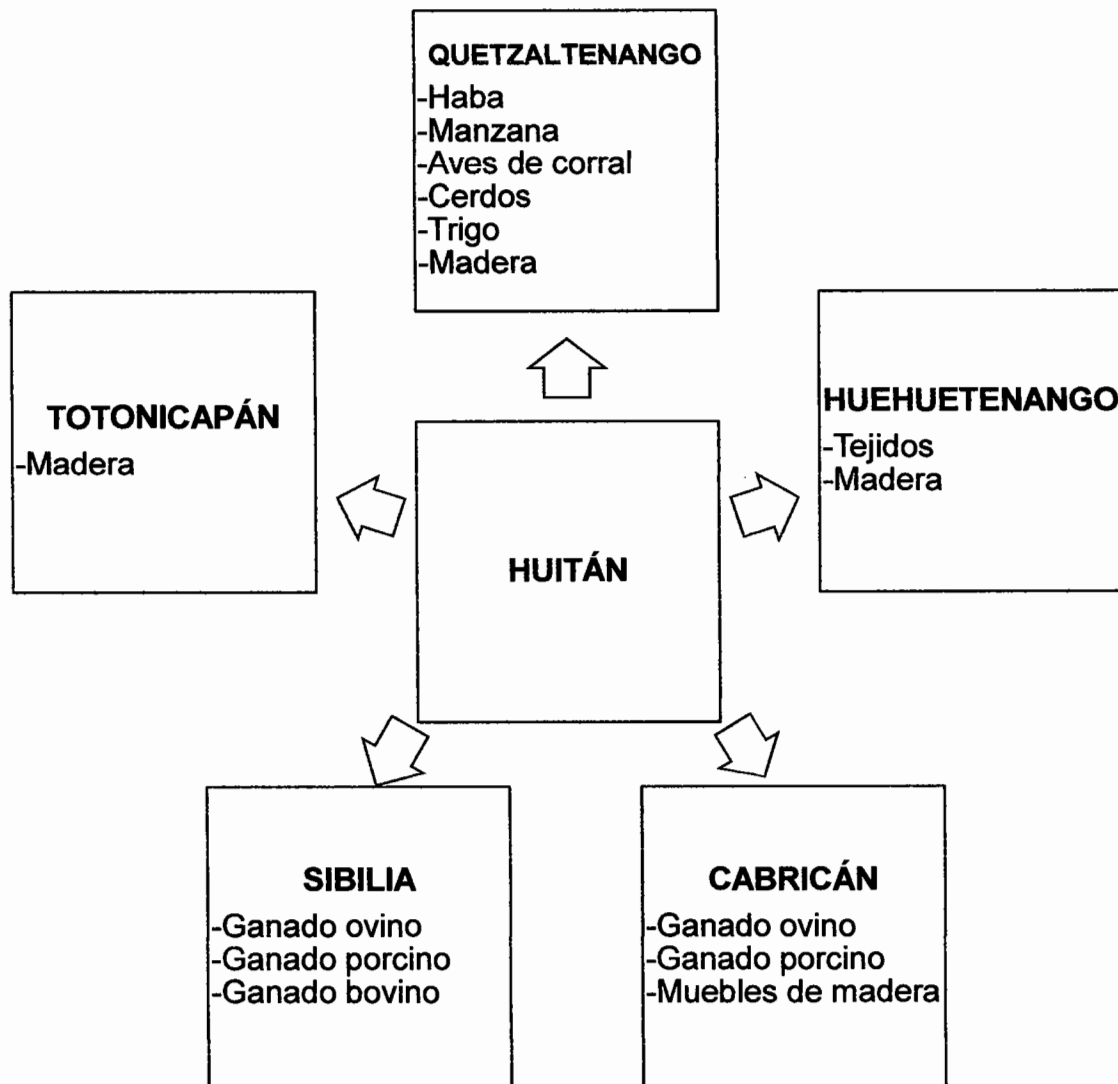 QUETZALTENANGO
-Haba
-Manzana
-Aves de corral
-Cerdos
-Trigo
-Madera
TOTONICAPÁN
-Madera
HUEHUETENANGO
-Tejidos
-Madera
HUITÁN
SIBILIA
-Ganado ovino
-Ganado porcino
-Ganado bovino
CABRICÁN
-Ganado ovino
-Ganado porcino
-Muebles de madera